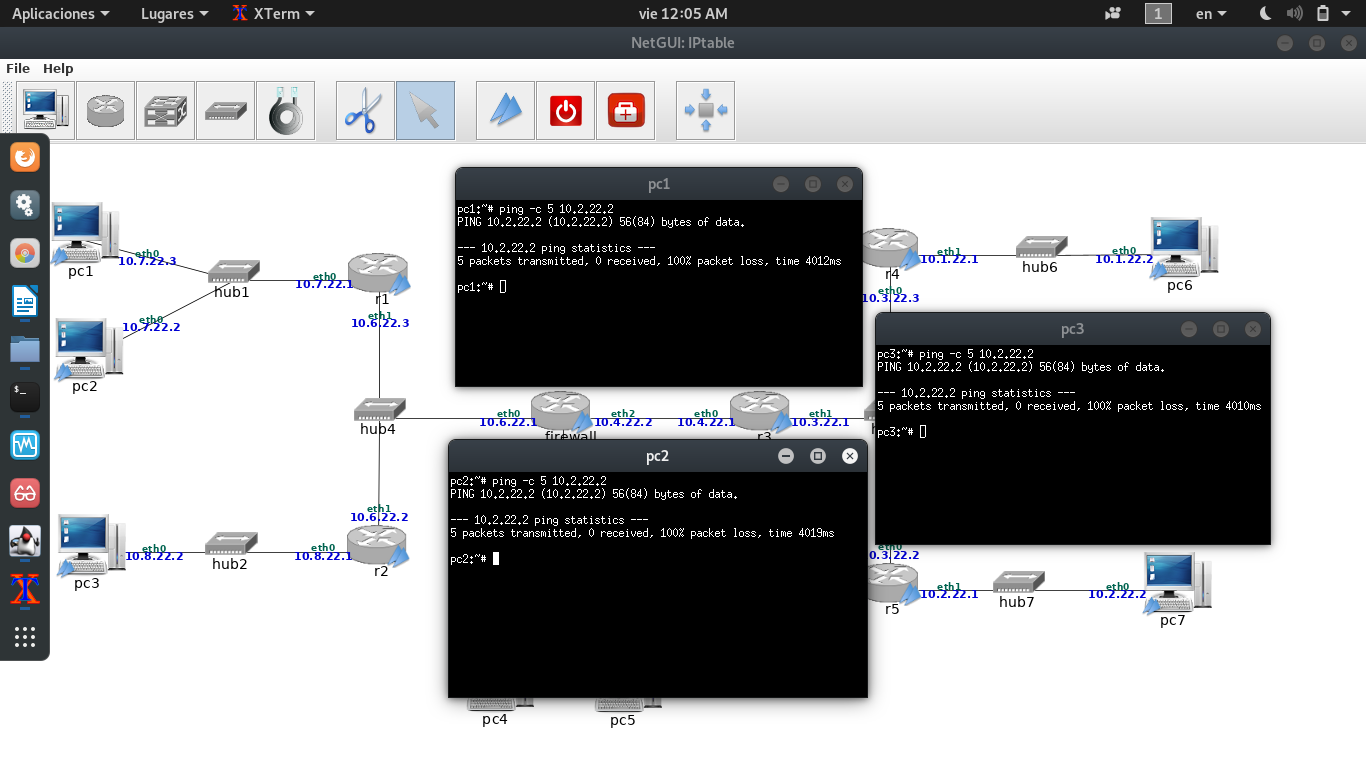 Aplicaciones Lugares XTerm vie 12:05 AM 1 en
NetGUI: IPtable
File Help
pc1
pc1:~# ping -c 5 10.2.22.2
PING 10.2.22.2 (10.2.22.2) 56(84) bytes of data.
--- 10.2.22.2 ping statistics ---
5 packets transmitted, 0 received, 100% packet loss, time 4012ms
pc1:~#
eth0
10.7.22.3
pc1
hub1
eth0
10.7.22.1
r1
eth1
10.6.22.3
eth0
10.7.22.2
pc2
r4
eth1
10.1.22.1
hub6
eth0
10.1.22.2
pc6
eth0
10.3.22.3
pc3
pc3:~# ping -c 5 10.2.22.2
PING 10.2.22.2 (10.2.22.2) 56(84) bytes of data.
--- 10.2.22.2 ping statistics ---
5 packets transmitted, 0 received, 100% packet loss, time 4010ms
pc3:~#
hub4
eth0
10.6.22.1
firewall
eth2
10.4.22.2
eth0
10.4.22.1
r3
eth1
10.3.22.1
pc2
pc2:~# ping -c 5 10.2.22.2
PING 10.2.22.2 (10.2.22.2) 56(84) bytes of data.
--- 10.2.22.2 ping statistics ---
5 packets transmitted, 0 received, 100% packet loss, time 4019ms
pc2:~#
eth1
10.6.22.2
eth0
10.8.22.2
pc3
hub2
eth0
10.8.22.1
r2
eth0
0.3.22.2
r5
eth1
10.2.22.1
hub7
eth0
10.2.22.2
pc7
pc4
pc5